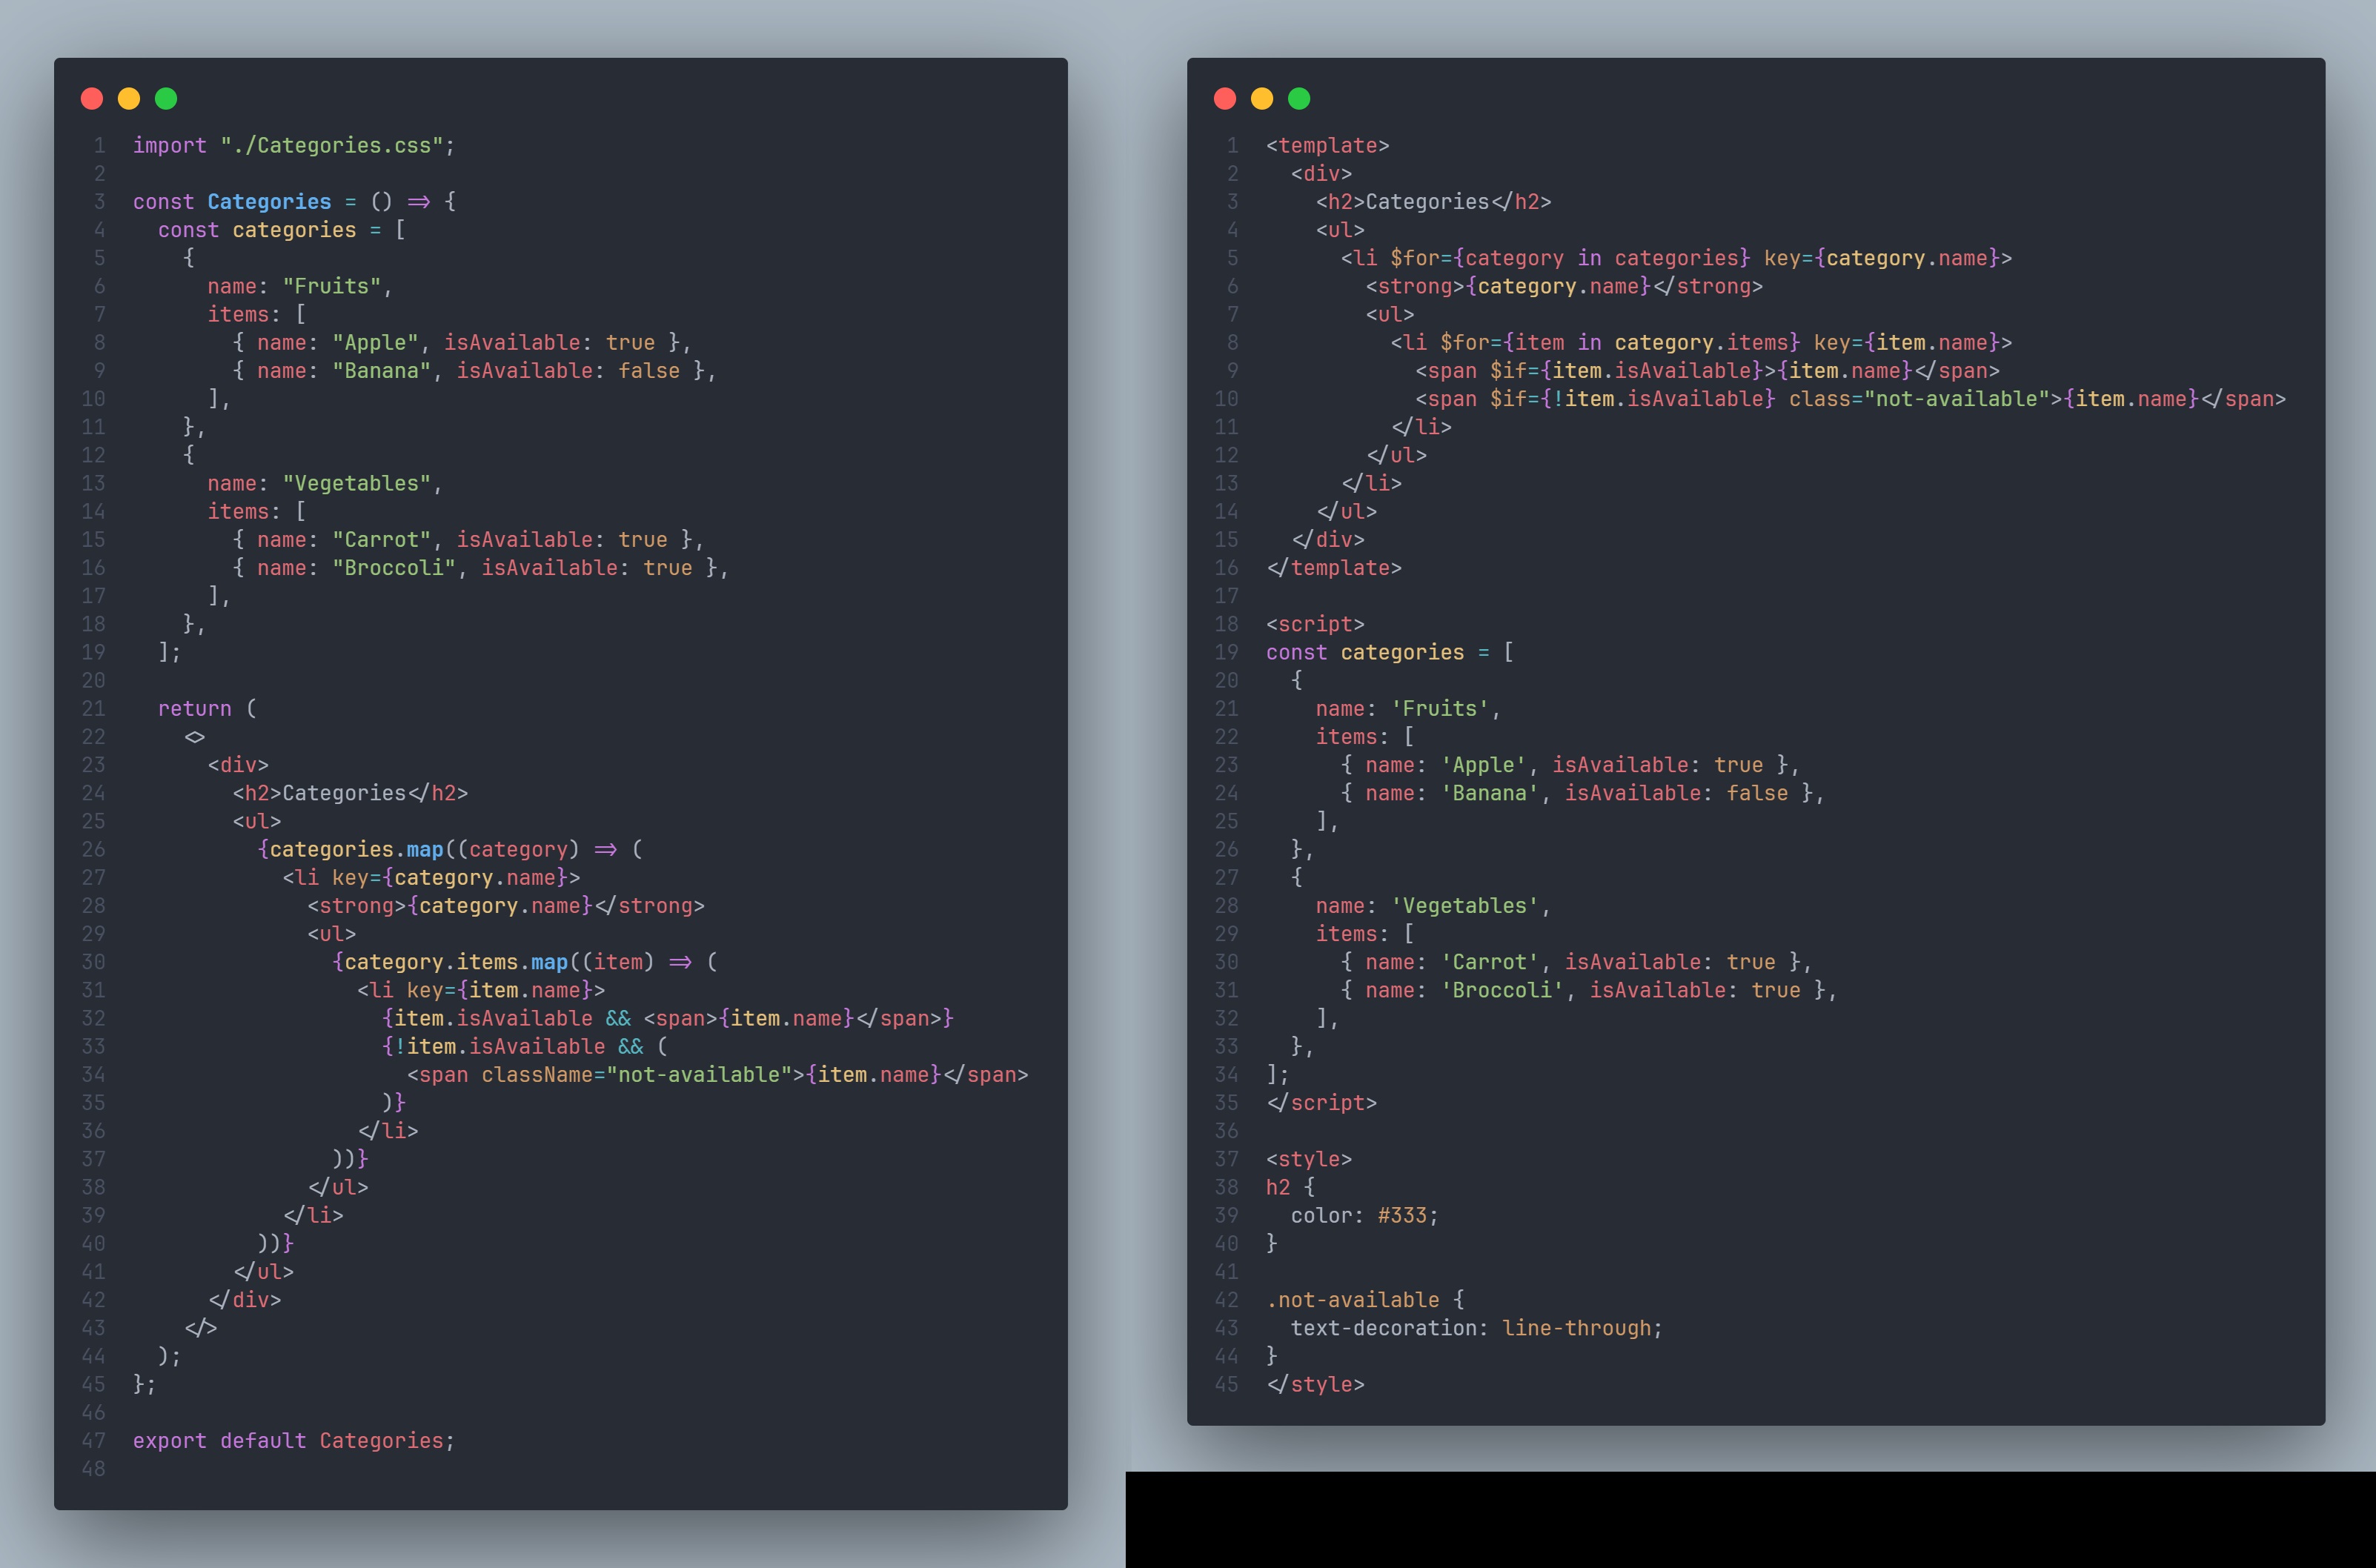 1 import "./Categories.css";
2
3 const Categories = () => {
4   const categories = [
5     {
6       name: "Fruits",
7       items: [
8         { name: "Apple", isAvailable: true },
9         { name: "Banana", isAvailable: false },
10       ],
11     },
12     {
13       name: "Vegetables",
14       items: [
15         { name: "Carrot", isAvailable: true },
16         { name: "Broccoli", isAvailable: true },
17       ],
18     },
19   ];
20
21   return (
22     <>
23       <div>
24         <h2>Categories</h2>
25         <ul>
26           {categories.map((category) => (
27             <li key={category.name}>
28               <strong>{category.name}</strong>
29               <ul>
30                 {category.items.map((item) => (
31                   <li key={item.name}>
32                     {item.isAvailable && <span>{item.name}</span>}
33                     {!item.isAvailable && (
34                       <span className="not-available">{item.name}</span>
35                     )}
36                   </li>
37                 ))}
38               </ul>
39             </li>
40           ))}
41         </ul>
42       </div>
43     </>
44   );
45 };
46
47 export default Categories;
48
1 <template>
2   <div>
3     <h2>Categories</h2>
4     <ul>
5       <li $for={category in categories} key={category.name}>
6         <strong>{category.name}</strong>
7         <ul>
8           <li $for={item in category.items} key={item.name}>
9             <span $if={item.isAvailable}>{item.name}</span>
10             <span $if={!item.isAvailable} class="not-available">{item.name}</span>
11           </li>
12         </ul>
13       </li>
14     </ul>
15   </div>
16 </template>
17
18 <script>
19 const categories = [
20   {
21     name: 'Fruits',
22     items: [
23       { name: 'Apple', isAvailable: true },
24       { name: 'Banana', isAvailable: false },
25     ],
26   },
27   {
28     name: 'Vegetables',
29     items: [
30       { name: 'Carrot', isAvailable: true },
31       { name: 'Broccoli', isAvailable: true },
32     ],
33   },
34 ];
35 </script>
36
37 <style>
38 h2 {
39   color: #333;
40 }
41
42 .not-available {
43   text-decoration: line-through;
44 }
45 </style>